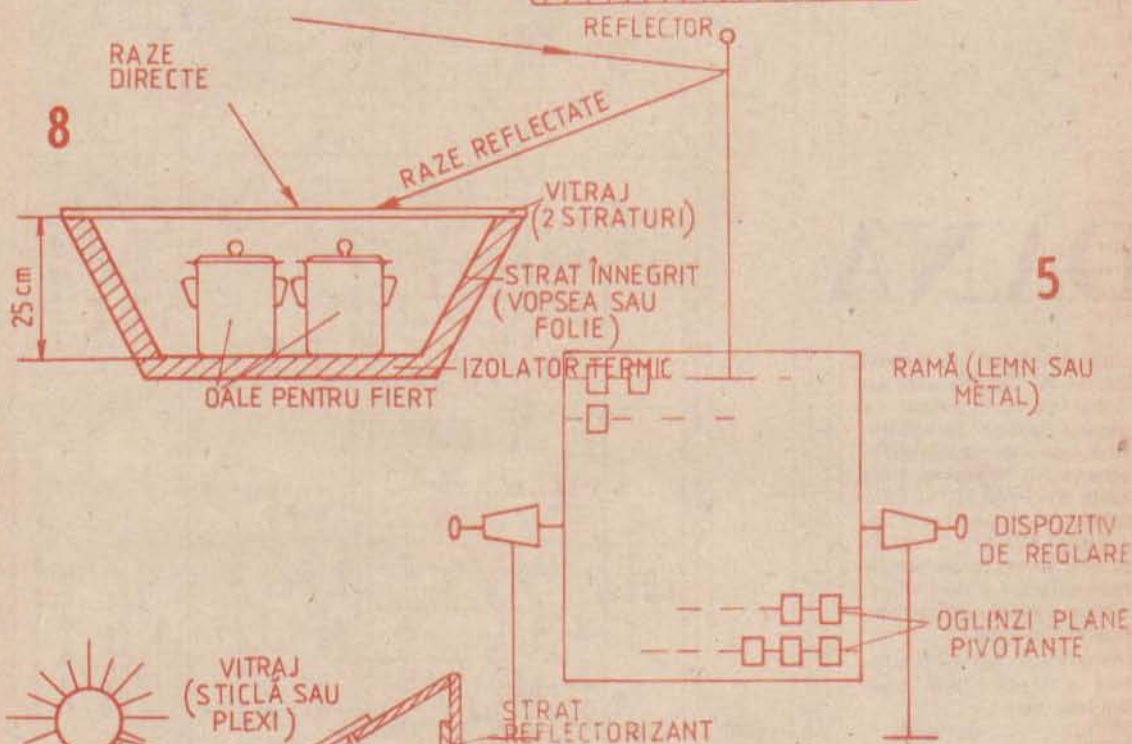 REFLECTOR
RAZE
DIRECTE
8
RAZE REFLECTATE
VITRAJ
(2 STRATURI)
25 cm
STRAT ÎNNEGRIT
(VOPSEA SAU
FOLIE)
IZOLATOR TERMIC
OALE PENTRU FIERT
5
RAMĂ (LEMN SAU
METAL)
DISPOZITIV
DE REGLARE
OGLINZI PLANE
PIVOTANTE
VITRAJ
(STICLĂ SAU
PLEXI)
STRAT
REFLECTORIZANT